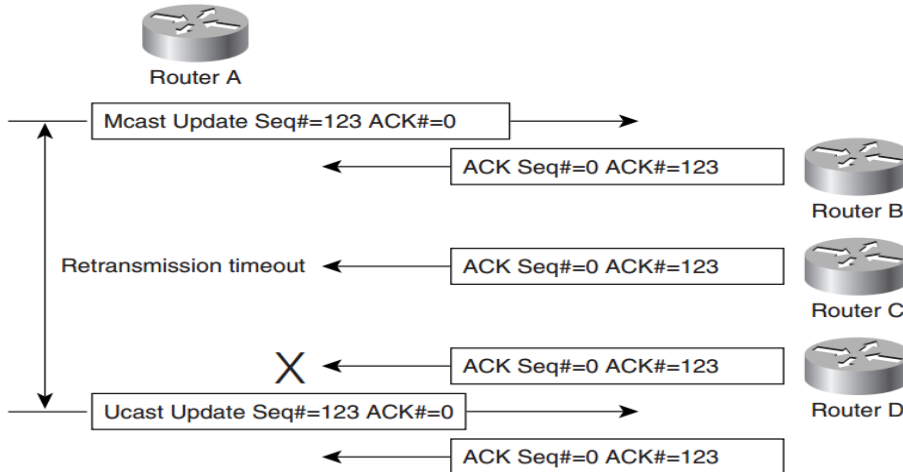 Router A
Mcast Update Seq#=123 ACK#=0
ACK Seq#=0 ACK#=123
Router B
Retransmission timeout
ACK Seq#=0 ACK#=123
Router C
X
ACK Seq#=0 ACK#=123
Router D
Ucast Update Seq#=123 ACK#=0
ACK Seq#=0 ACK#=123